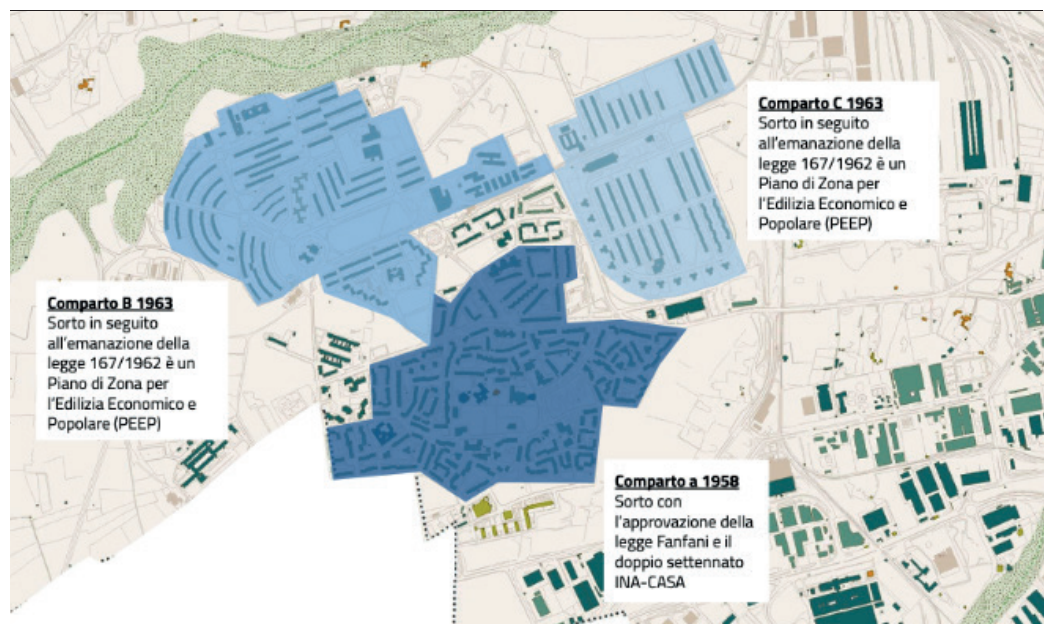 Comparto C 1963
Sorto in seguito
all'emanazione della
legge 167/1962 è un
Piano di Zona per
l'Edilizia Economico e
Popolare (PEEP)
Comparto B 1963
Sorto in seguito
all'emanazione della
legge 167/1962 è un
Piano di Zona per
l'Edilizia Economico e
Popolare (PEEP)
Comparto a 1958
Sorto con
l'approvazione della
legge Fanfani e il
doppio settennato
INA-CASA